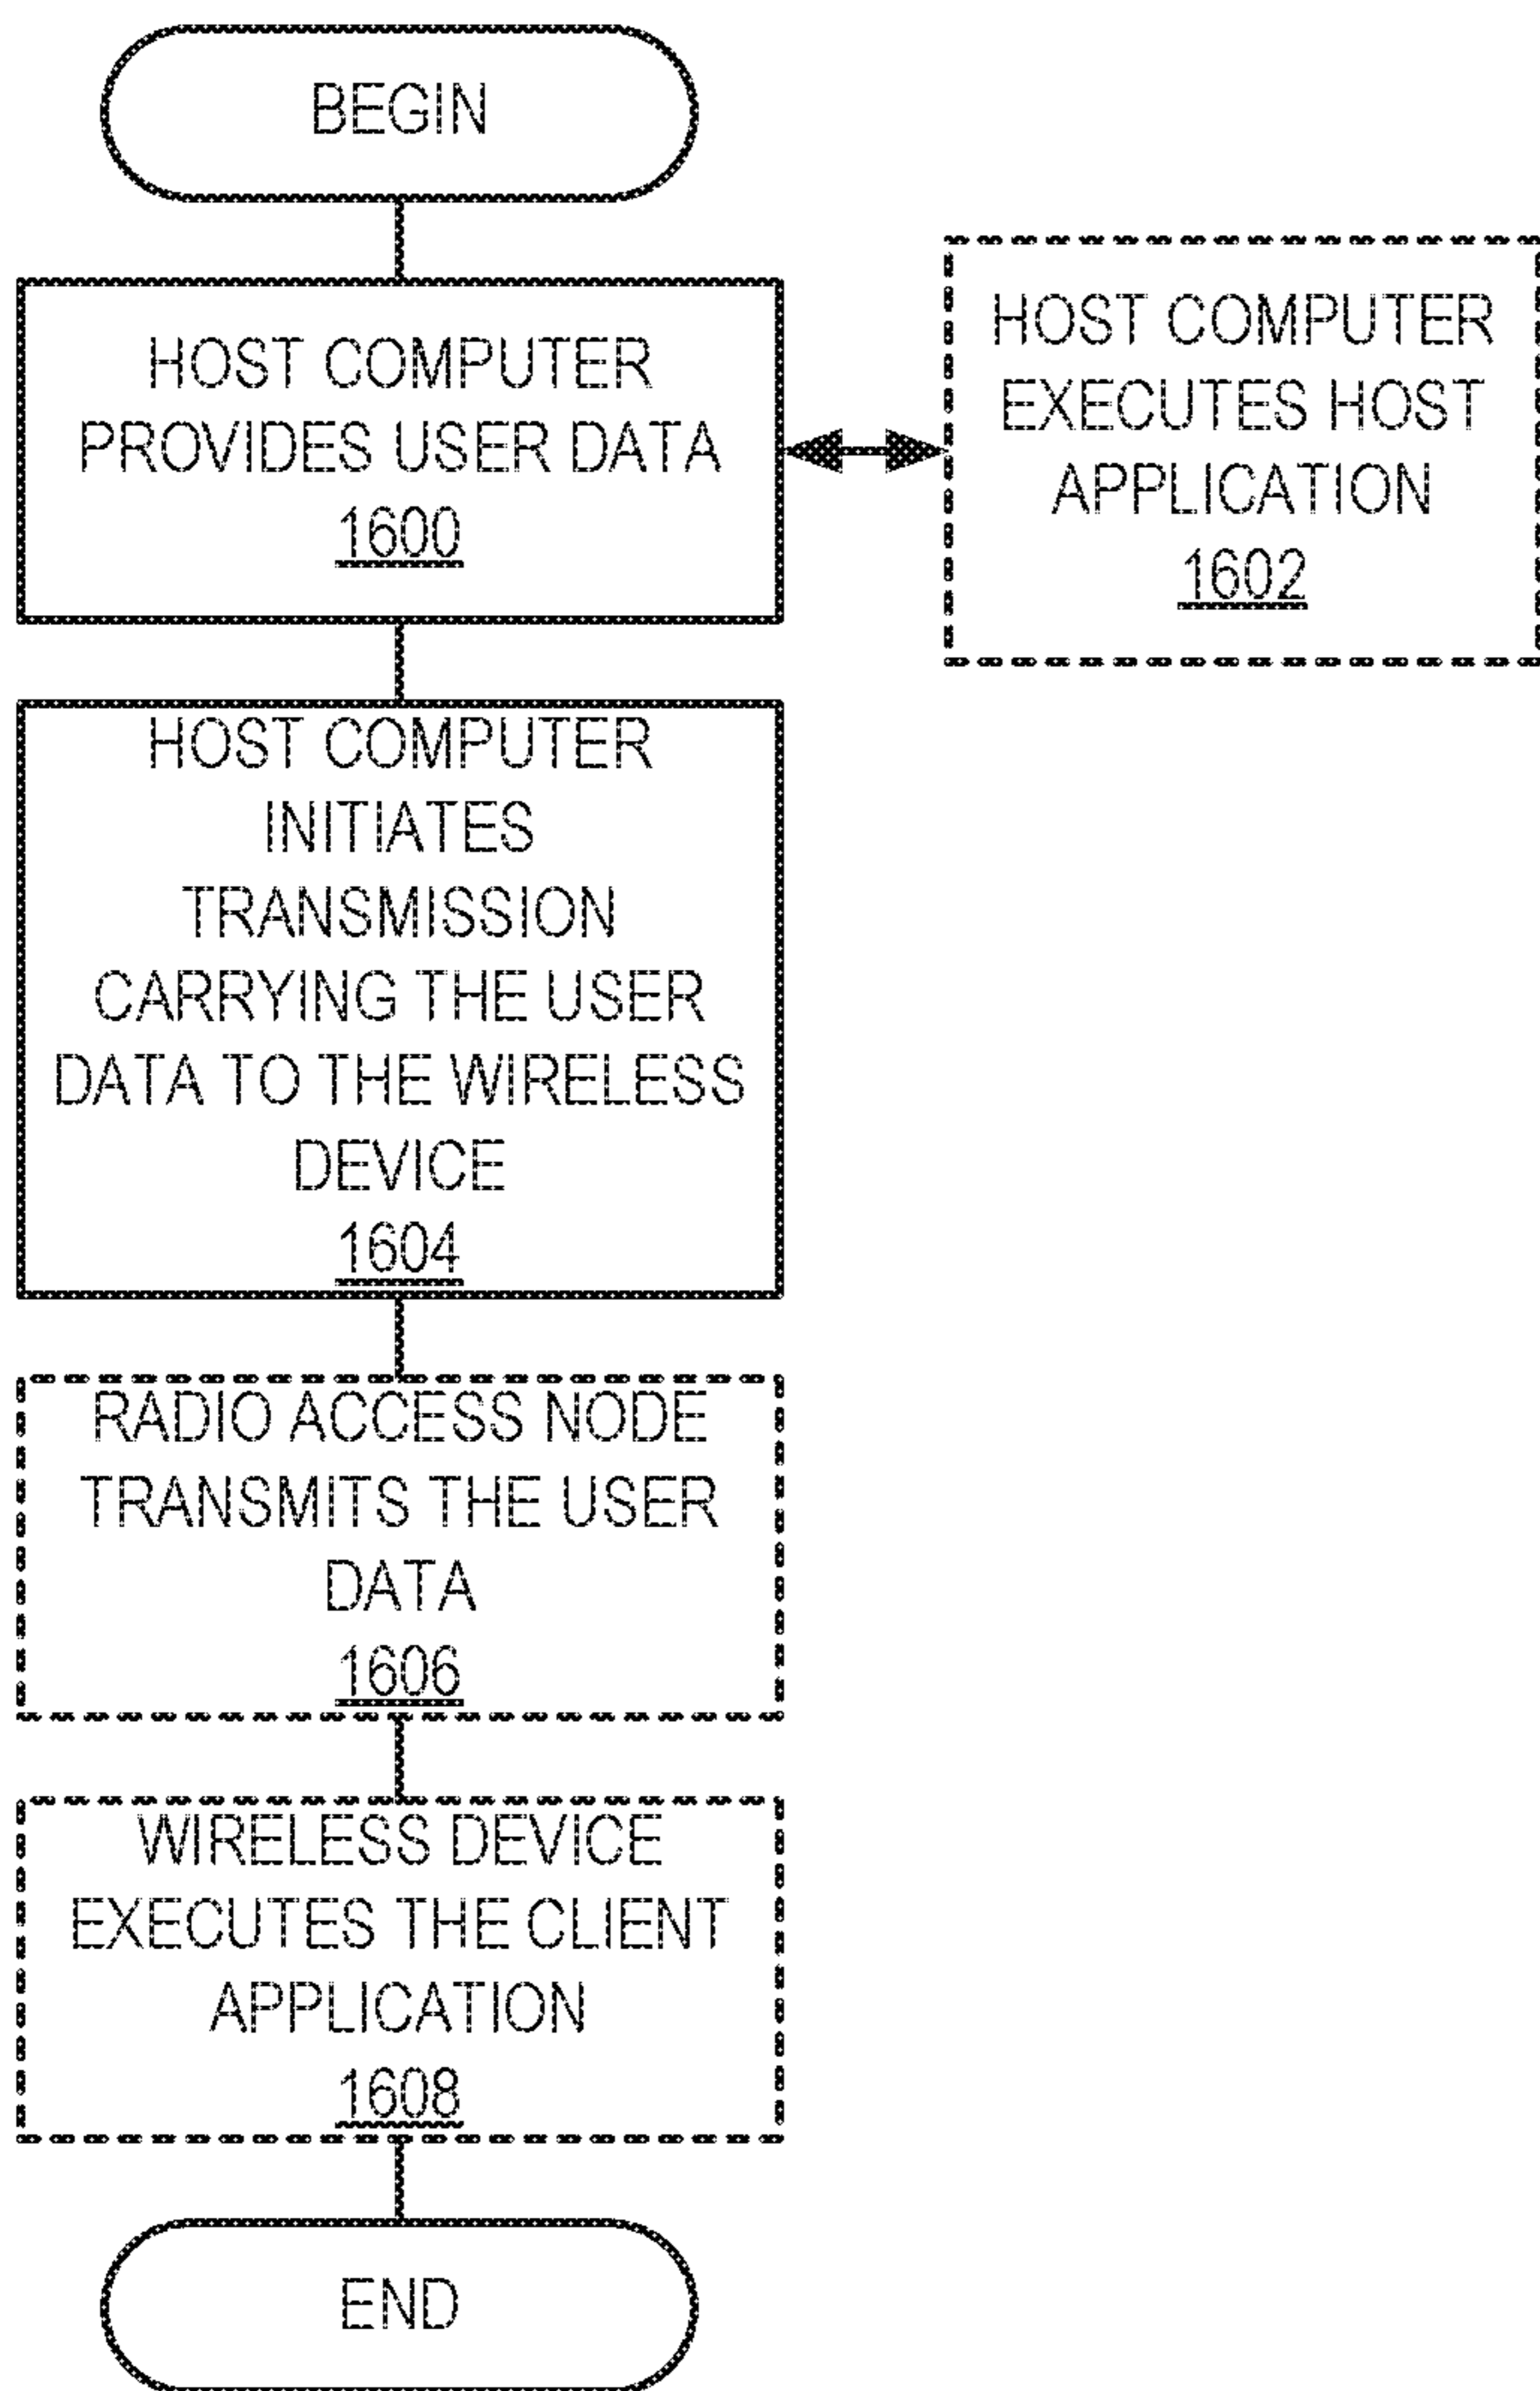 BEGIN
HOST COMPUTER
PROVIDES USER DATA
1600
HOST COMPUTER
EXECUTES HOST
APPLICATION
1602
HOST COMPUTER
INITIATES
TRANSMISSION
CARRYING THE USER
DATA TO THE WIRELESS
DEVICE
1604
RADIO ACCESS NODE
TRANSMITS THE USER
DATA
1606
WIRELESS DEVICE
EXECUTES THE CLIENT
APPLICATION
1608
END